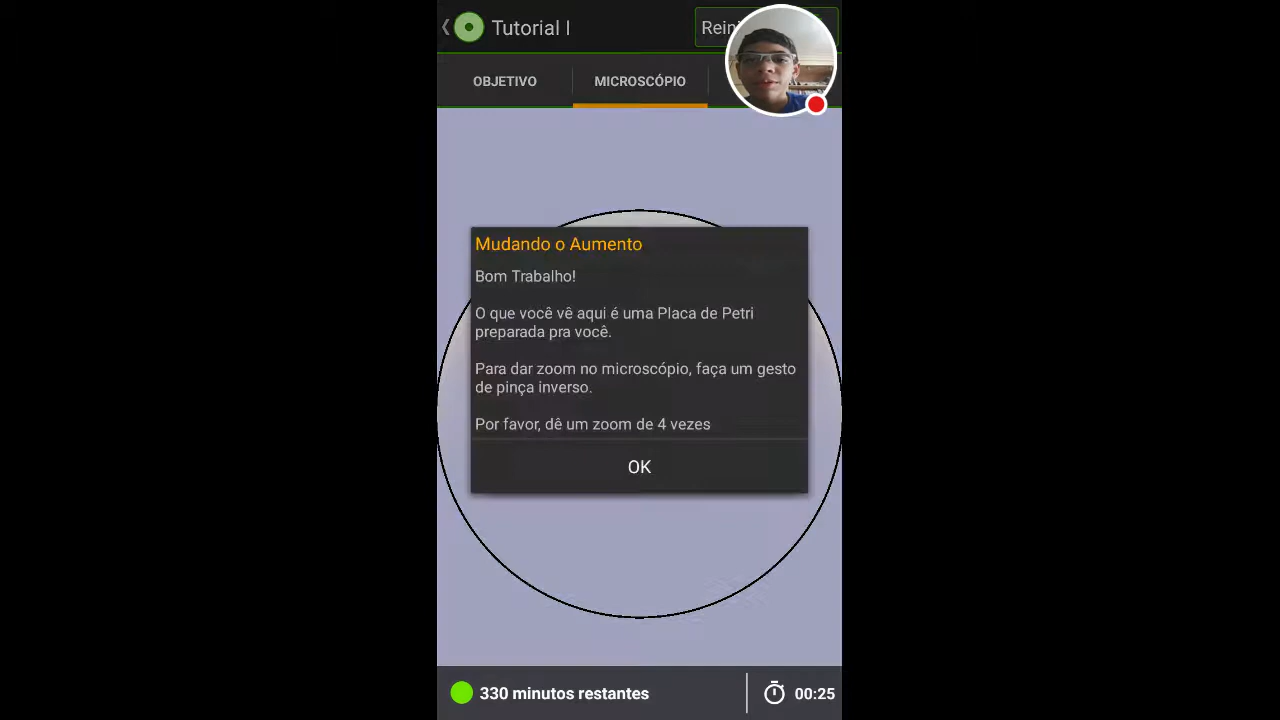 Tutorial I
OBJETIVO
MICROSCÓPIO
Mudando o Aumento
Bom Trabalho!
O que você vê aqui é uma Placa de Petri
preparada pra você.
Para dar zoom no microscópio, faça um gesto
de pinça inverso.
Por favor, dê um zoom de 4 vezes
OK
330 minutos restantes
00:25